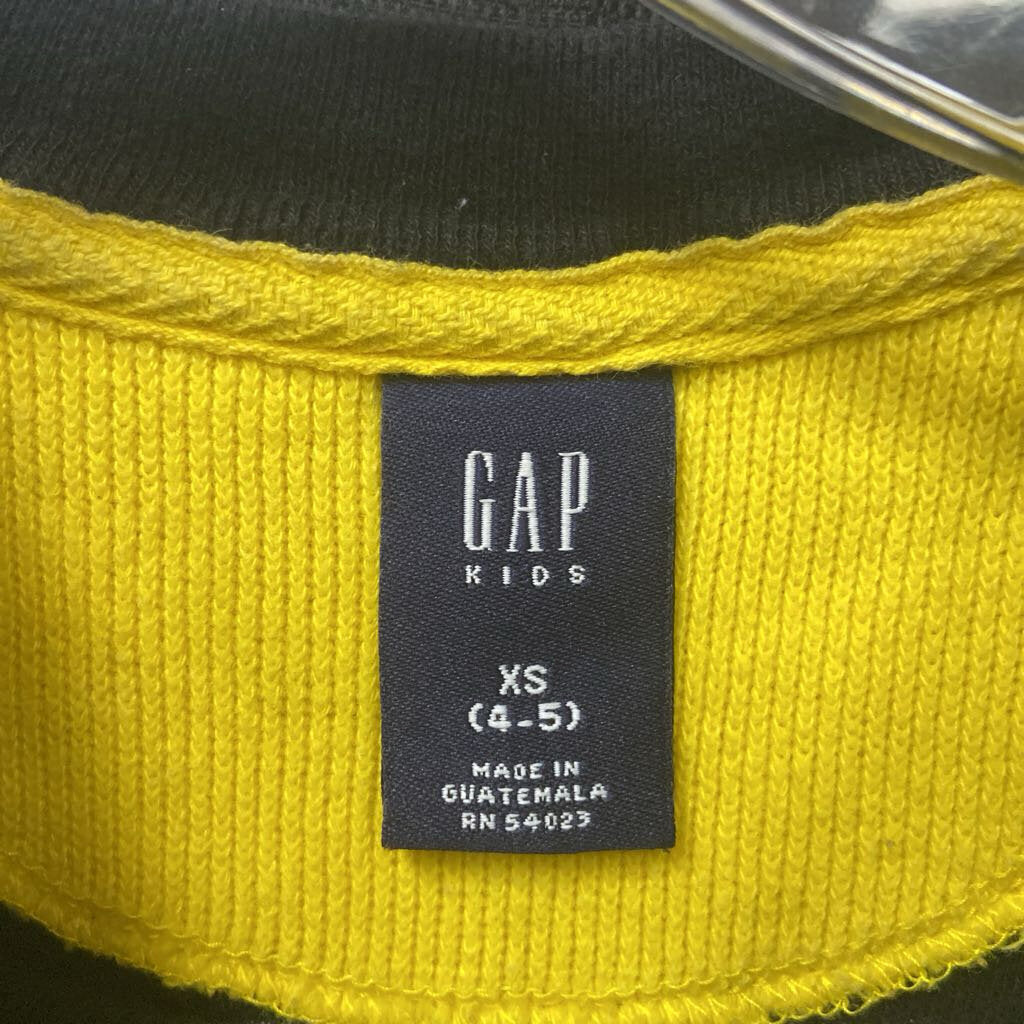 GAP
KIDS
XS
(4-5)
MADE IN
GUATEMALA
RN 54023